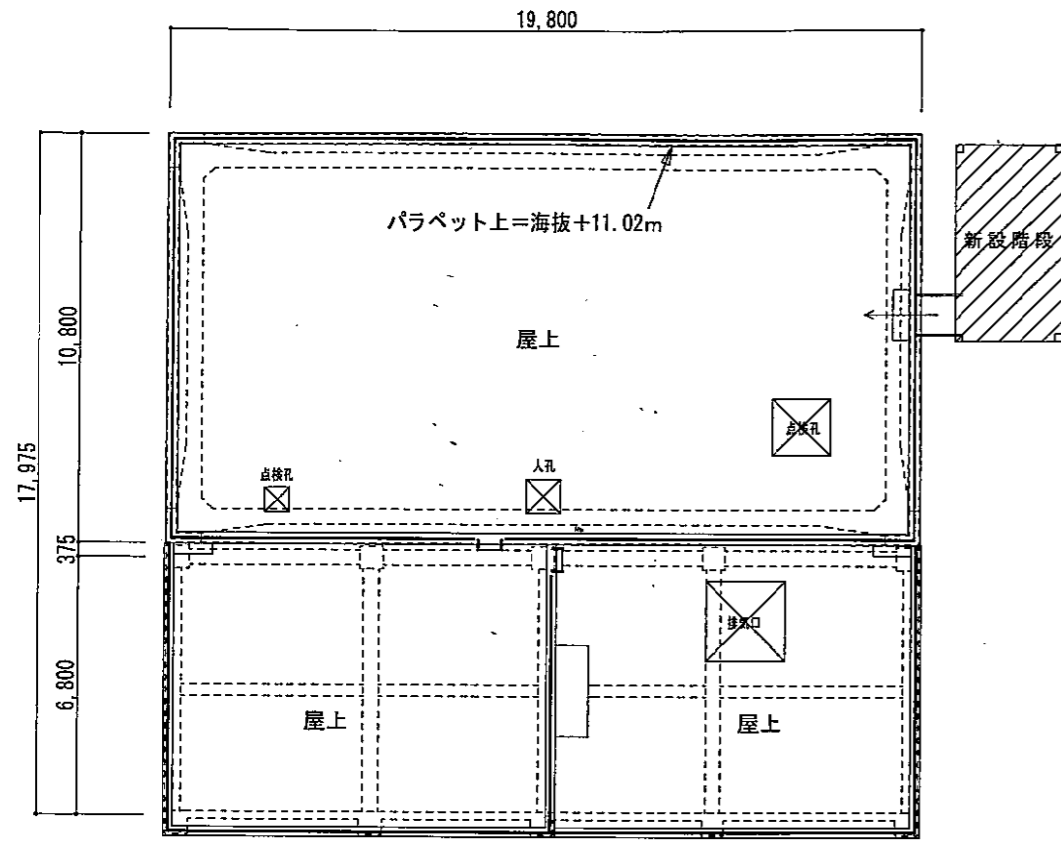 19,800
パラペット上=海抜+11.02m
新設階段
10,800
屋上
17,975
点検孔
点検孔
人孔
375
排気口
6,800
屋上
屋上